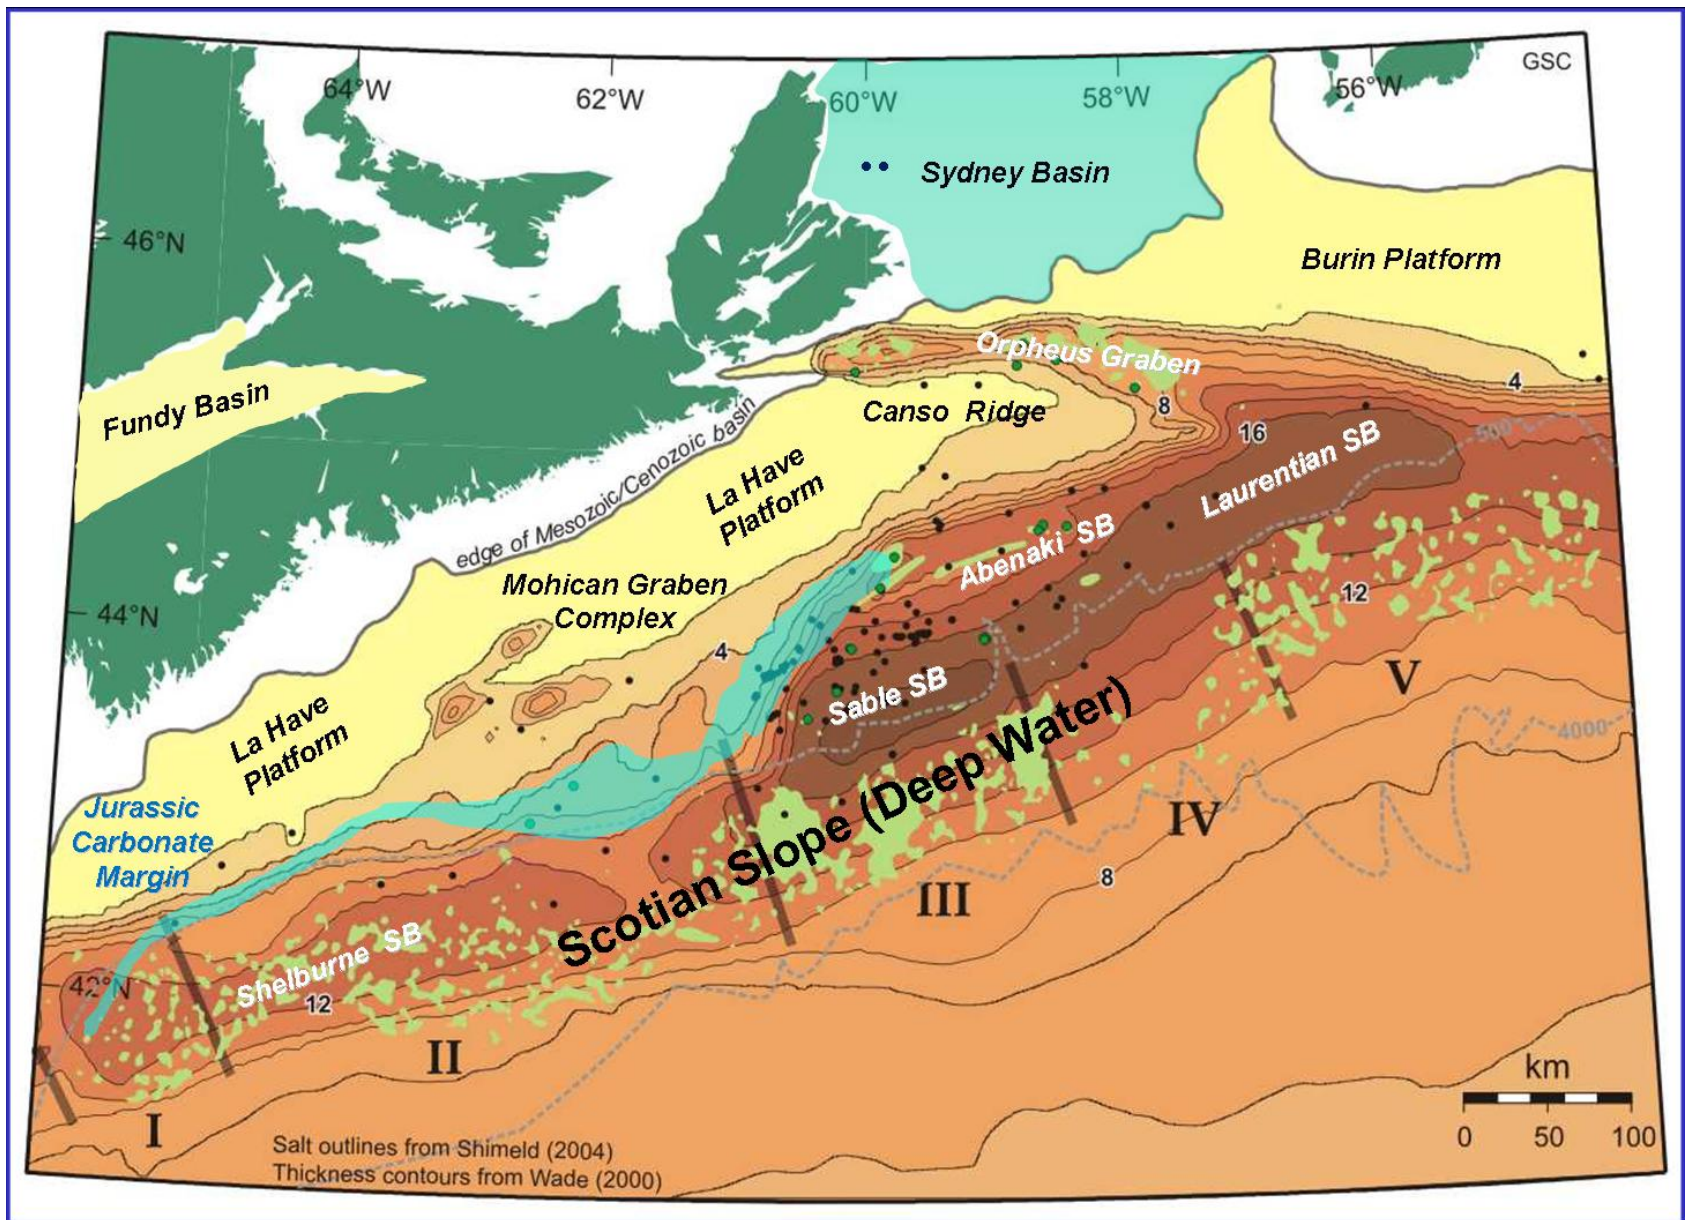 GSC
64°W
62°W
60°W
58°W
56°W
Sydney Basin
46°N
Burin Platform
Orpheus Graben
4
Fundy Basin
Canso Ridge
8
16
500
edge of Mesozoic/Cenozoic basin
La Have
Platform
Laurentian SB
Abenaki SB
Mohican Graben
Complex
12
44°N
4
V
Sable SB
La Have
Platform
4000
Scotian Slope (Deep Water)
Jurassic
Carbonate
Margin
IV
8
III
Shelburne SB
42°N
12
II
km
I
0 50 100
Salt outlines from Shimeld (2004)
Thickness contours from Wade (2000)